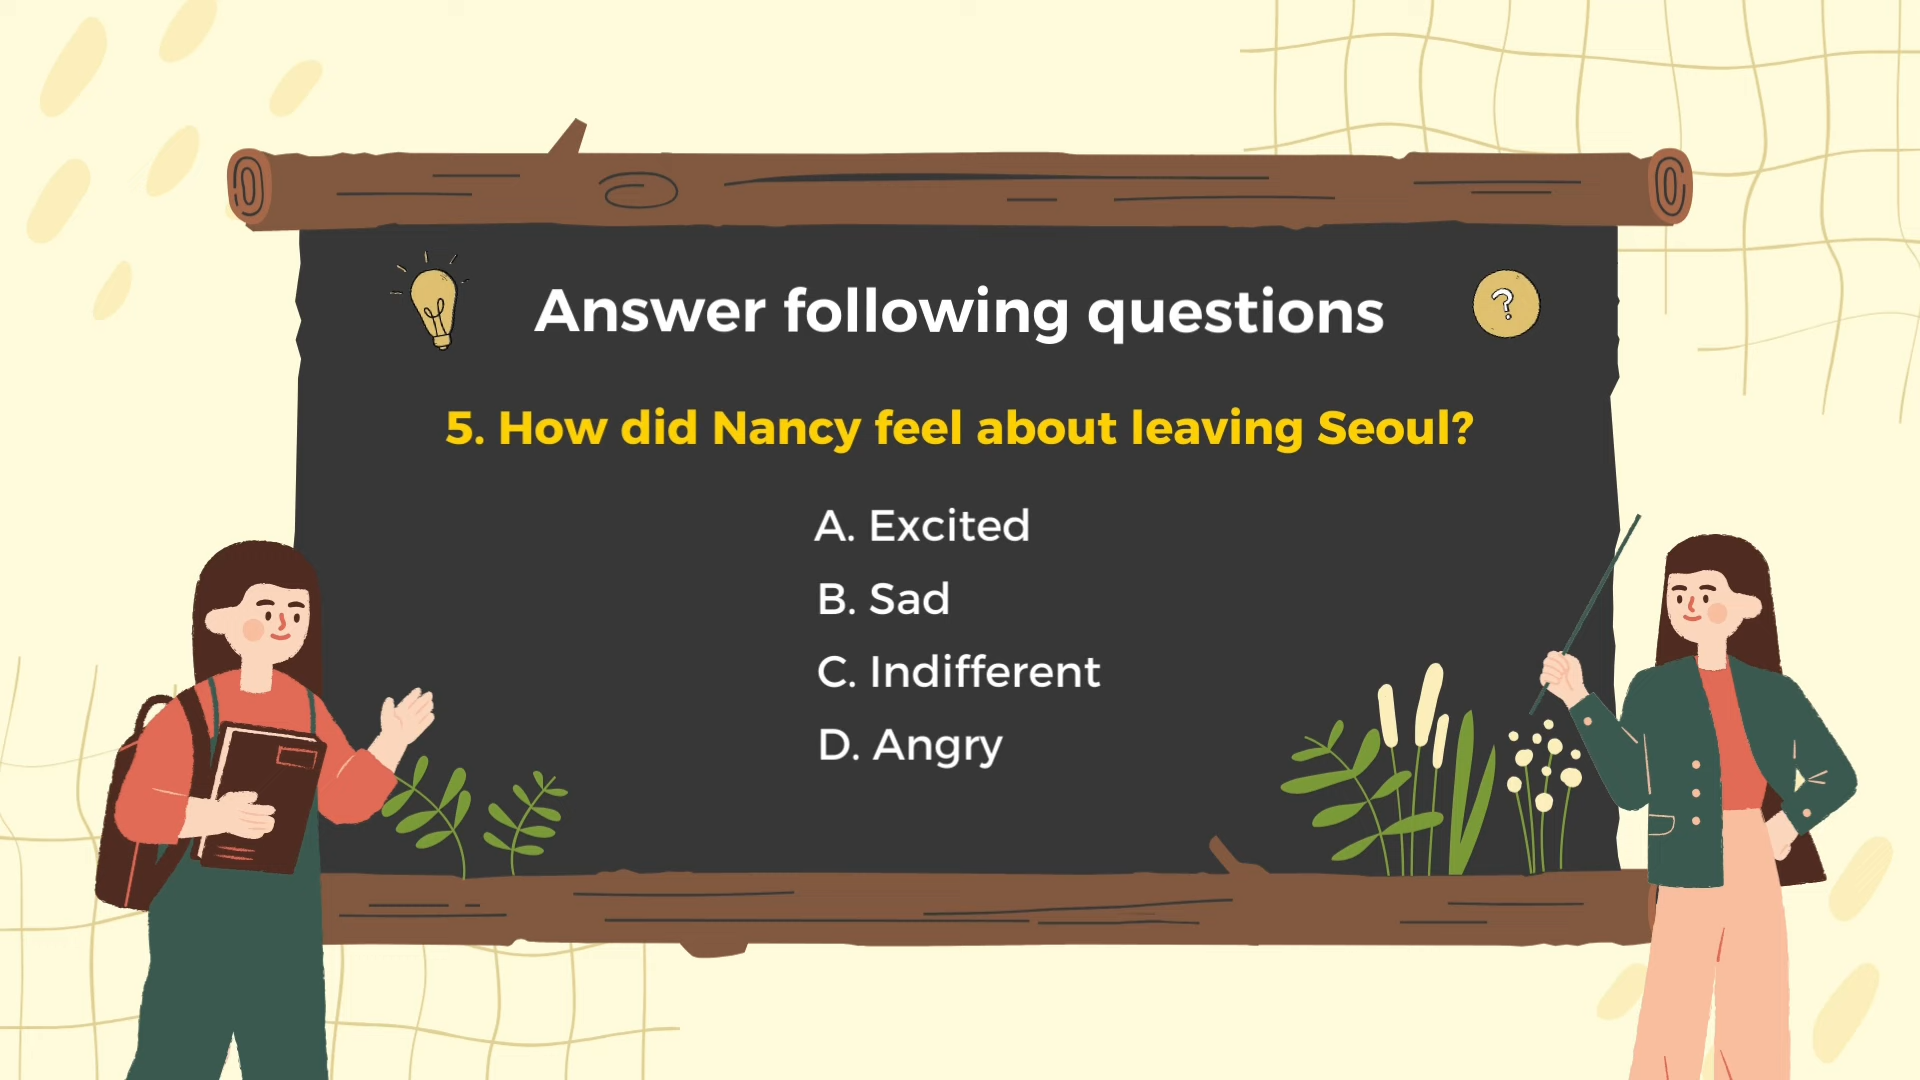 Answer following questions
?
5. How did Nancy feel about leaving Seoul?
A. Excited
B. Sad
C. Indifferent
D. Angry